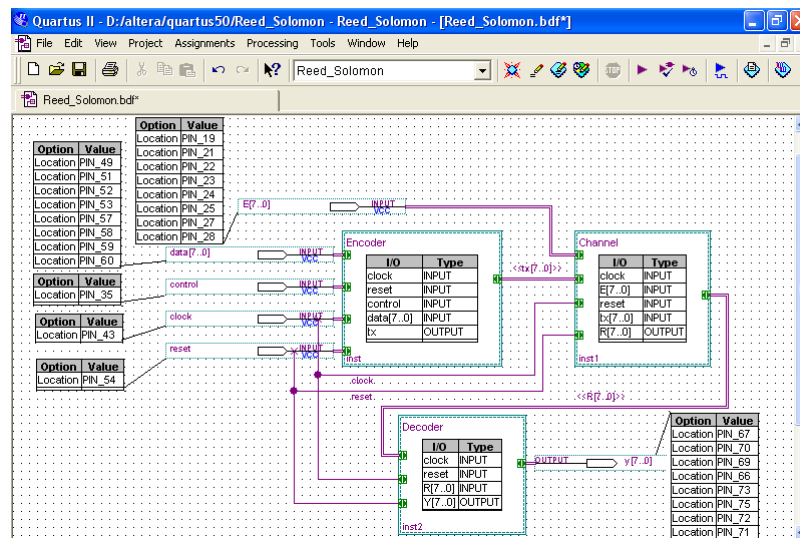 Quartus II - D:/altera/quartus50/Reed_Solomon - Reed_Solomon - [Reed_Solomon.bdf*]
File Edit View Project Assignments Processing Tools Window Help
Reed_Solomon
STOP
Reed_Solomon.bdf*
Option Value
Location PIN_19
Location PIN_21
Location PIN_22
Location PIN_23
Location PIN_24
Location PIN_25
Location PIN_27
Location PIN_28
Option Value
Location PIN_49
Location PIN_51
Location PIN_52
Location PIN_53
Location PIN_57
Location PIN_58
Location PIN_59
Location PIN_60
Option Value
Location PIN_35
Option Value
Location PIN_43
Option Value
Location PIN_54
E[7..0] INPUT VCC
data[7..0] INPUT VCC
control INPUT VCC
clock INPUT VCC
reset INPUT VCC
Encoder
I/O Type
clock INPUT
reset INPUT
control INPUT
data[7..0] INPUT
tx OUTPUT
inst
<<stx[7..0]>>
Channel
I/O Type
clock INPUT
E[7..0] INPUT
reset INPUT
tx[7..0] INPUT
R[7..0] OUTPUT
inst1
.clock.
.reset.
<<R[7..0]>>
Decoder
I/O Type
clock INPUT
reset INPUT
R[7..0] INPUT
Y[7..0] OUTPUT
inst2
OUTPUT y[7..0]
Option Value
Location PIN_67
Location PIN_70
Location PIN_69
Location PIN_66
Location PIN_73
Location PIN_75
Location PIN_72
Location PIN_71